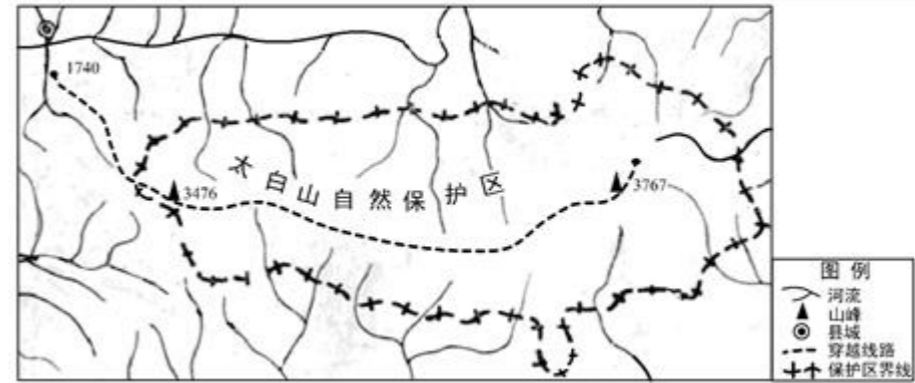 1740
太白山自然保护区
3476
3767
图例
河流
山峰
县城
穿越线路
保护区界线